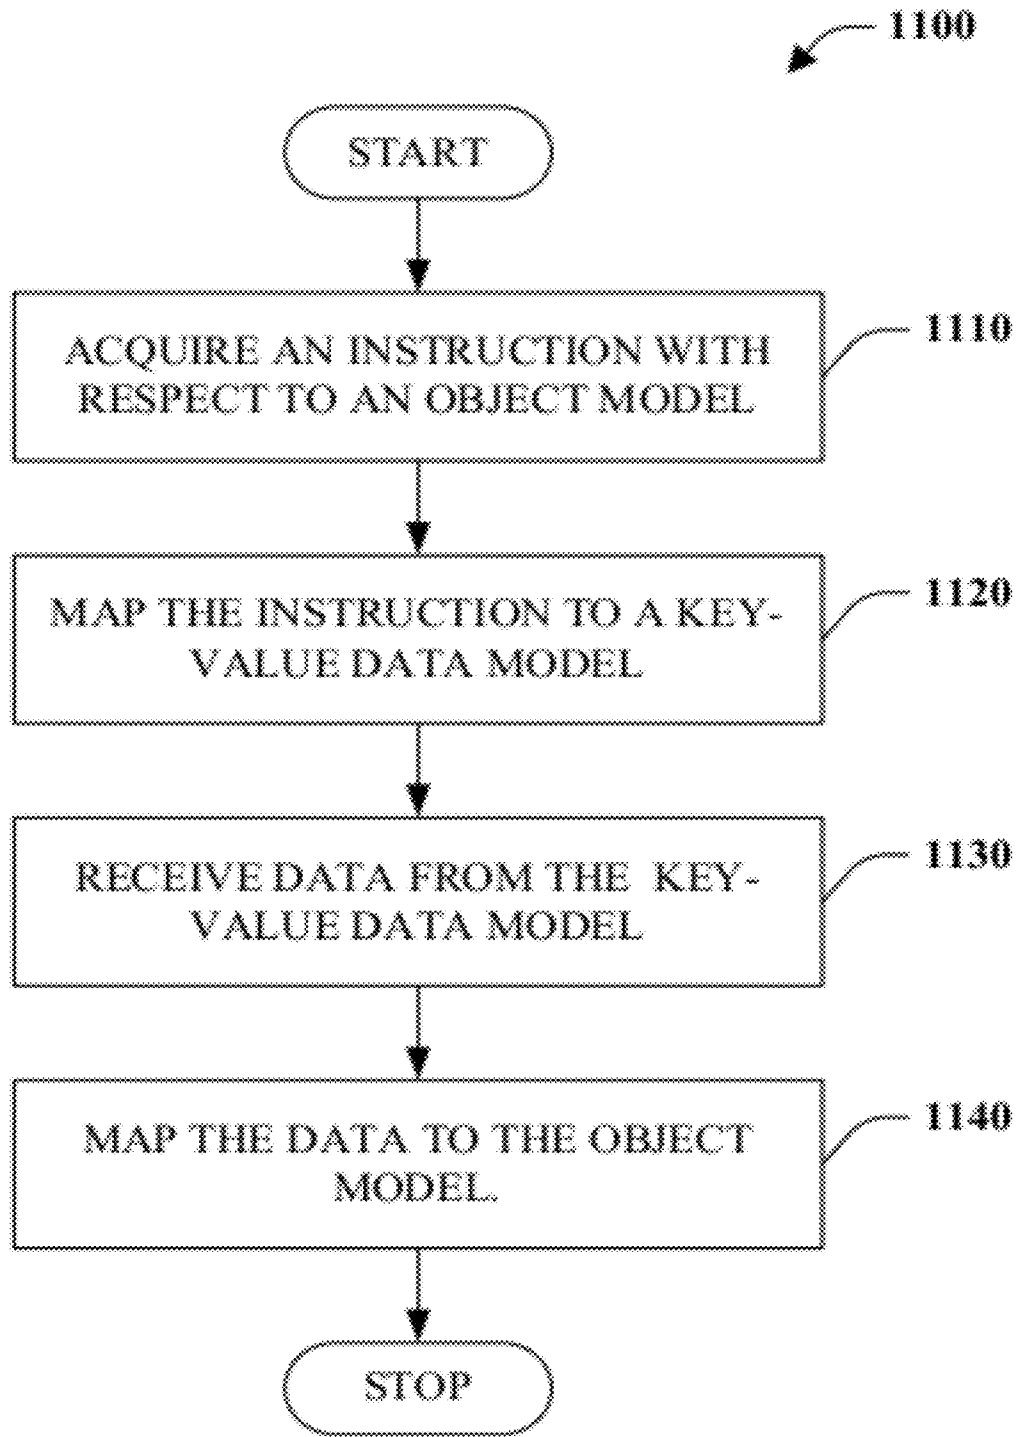 1100
START
ACQUIRE AN INSTRUCTION WITH
RESPECT TO AN OBJECT MODEL
1110
MAP THE INSTRUCTION TO A KEY-
VALUE DATA MODEL
1120
RECEIVE DATA FROM THE KEY-
VALUE DATA MODEL
1130
MAP THE DATA TO THE OBJECT
MODEL.
1140
STOP